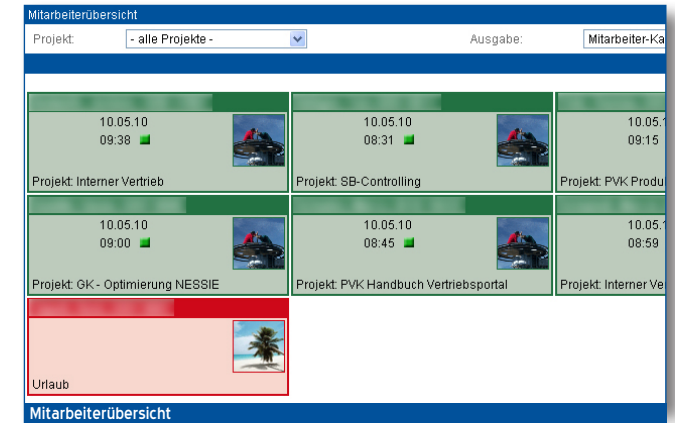 Mitarbeiterübersicht
Projekt: - alle Projekte - Ausgabe: Mitarbeiter-Ka
10.05.10 10.05.10 10.05.1
09:38 08:31 09:15
Projekt: Interner Vertrieb Projekt: SB-Controlling Projekt: PVK Produ
10.05.10 10.05.10 10.05.1
09:00 08:45 08:59
Projekt: GK - Optimierung NESSIE Projekt: PVK Handbuch Vertriebsportal Projekt: Interner Ve
Urlaub
Mitarbeiterübersicht